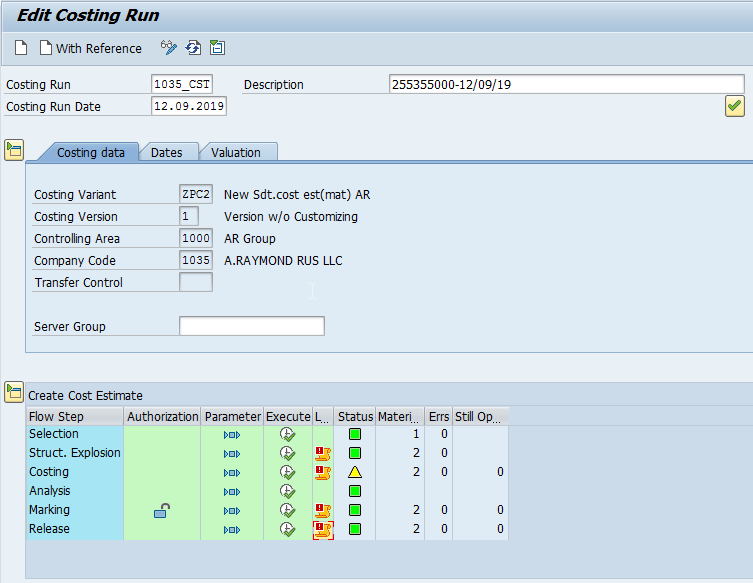 Edit Costing Run
With Reference
Costing Run 1035_CST Description 255355000-12/09/19
Costing Run Date 12.09.2019
Costing data Dates Valuation
Costing Variant ZPC2 New Sdt.cost est(mat) AR
Costing Version 1 Version w/o Customizing
Controlling Area 1000 AR Group
Company Code 1035 A.RAYMOND RUS LLC
Transfer Control
Server Group
Create Cost Estimate
Flow Step Authorization Parameter Execute L... Status Materi... Errs Still Op...
Selection 1 0
Struct. Explosion 2 0
Costing 2 0 0
Analysis
Marking 2 0 0
Release 2 0 0